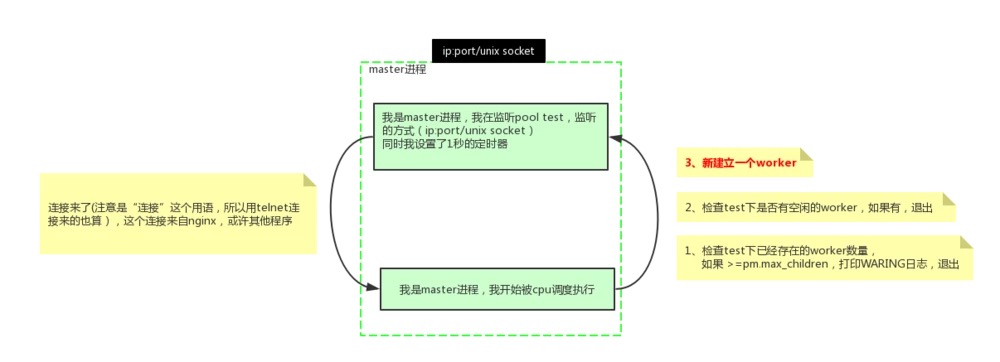 ip:port/unix socket
master进程
我是master进程，我在监听pool test，监听
的方式（ip:port/unix socket）
同时我设置了1秒的定时器
连接来了(注意是“连接”这个用语，所以用telnet连
接来的也算），这个连接来自nginx，或许其他程序
3、新建立一个worker
2、检查test下是否有空闲的worker，如果有，退出
1、检查test下已经存在的worker数量，
如果 >=pm.max_children，打印WARING日志，退出
我是master进程，我开始被cpu调度执行